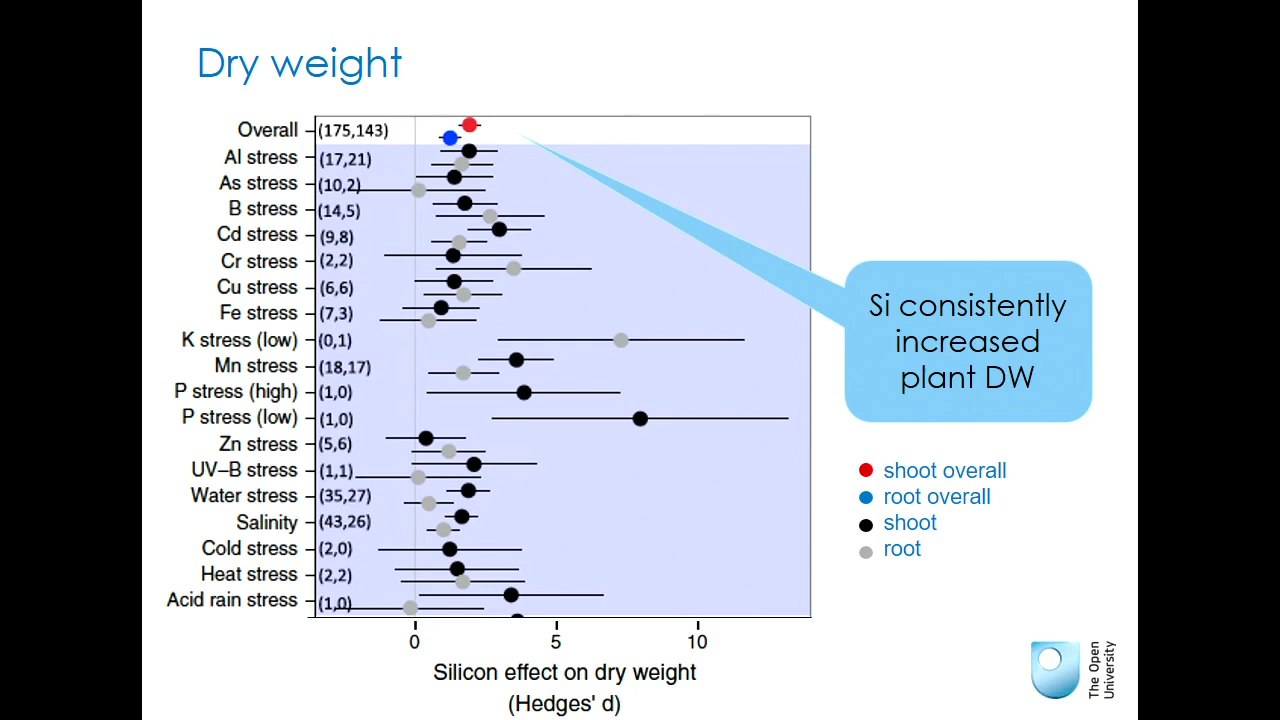 Dry weight
Overall (175,143)
Al stress (17,21)
As stress (10,2)
B stress (14,5)
Cd stress (9,8)
Cr stress (2,2)
Cu stress (6,6)
Fe stress (7,3)
K stress (low) (0,1)
Mn stress (18,17)
P stress (high) (1,0)
P stress (low) (1,0)
Zn stress (5,6)
UV–B stress (1,1)
Water stress (35,27)
Salinity (43,26)
Cold stress (2,0)
Heat stress (2,2)
Acid rain stress (1,0)
0 5 10
Silicon effect on dry weight
(Hedges' d)
Si consistently
increased
plant DW
shoot overall
root overall
shoot
root
The Open
University